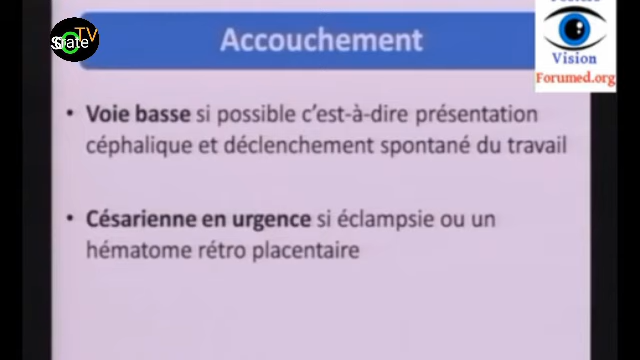 Accouchement
TV
Vision
Forumed.org
• Voie basse si possible c'est-à-dire présentation
céphalique et déclenchement spontané du travail
• Césarienne en urgence si éclampsie ou un
hématome rétro placentaire